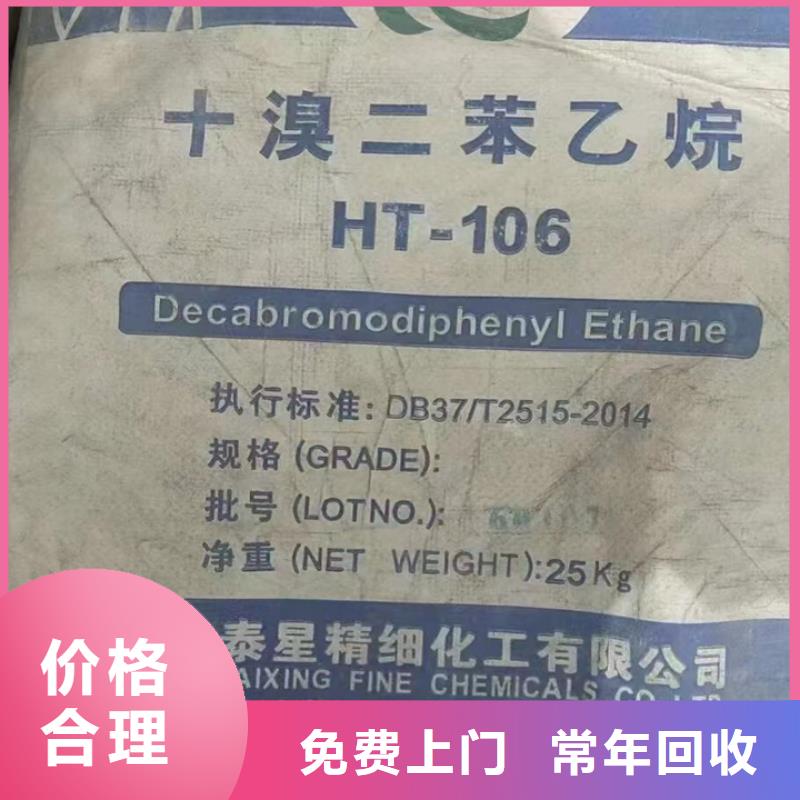 十溴二苯乙烷
HT-106
Decabromodiphenyl Ethane
执行标准: DB37/T2515-2014
规格 (GRADE):
批号 (LOTNO.):
净重 (NET WEIGHT):25Kg
泰星精细化工有限公司
AIXING FINE CHEMICALS CO.,LTD
价格
合理
免费上门 常年回收